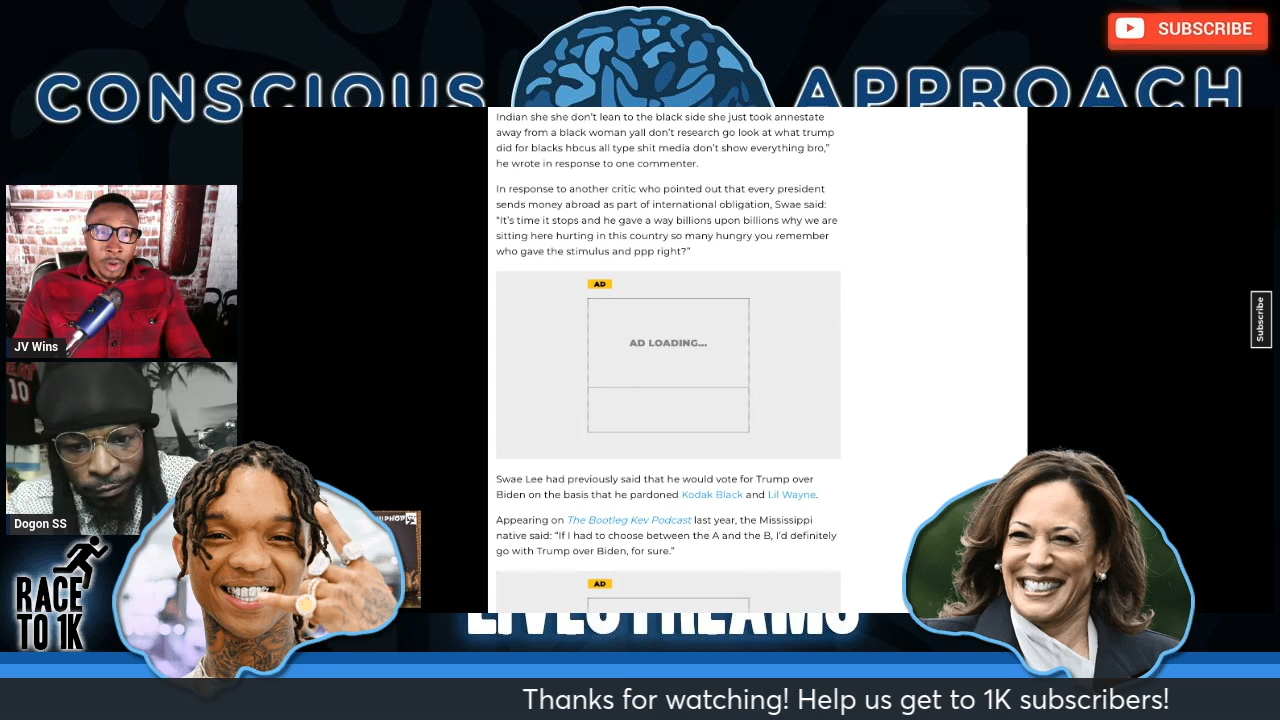 SUBSCRIBE
CONSCIOUS APPROACH
Indian she she don't lean to the black side she just took annestate
away from a black woman yall don't research go look at what trump
did for blacks hbcus all type shit media don't show everything bro,"
he wrote in response to one commenter.
In response to another critic who pointed out that every president
sends money abroad as part of international obligation, Swae said:
"It's time it stops and he gave a way billions upon billions why we are
sitting here hurting in this country so many hungry you remember
who gave the stimulus and ppp right?"
AD
AD LOADING...
Swae Lee had previously said that he would vote for Trump over
Biden on the basis that he pardoned Kodak Black and Lil Wayne.
Appearing on The Bootleg Kev Podcast last year, the Mississippi
native said: "If I had to choose between the A and the B, I'd definitely
go with Trump over Biden, for sure."
AD
Subscribe
JV Wins
10
Dogon SS
HIPHOP
RACE
TO 1K
LIVESTREAMS
Thanks for watching! Help us get to 1K subscribers!